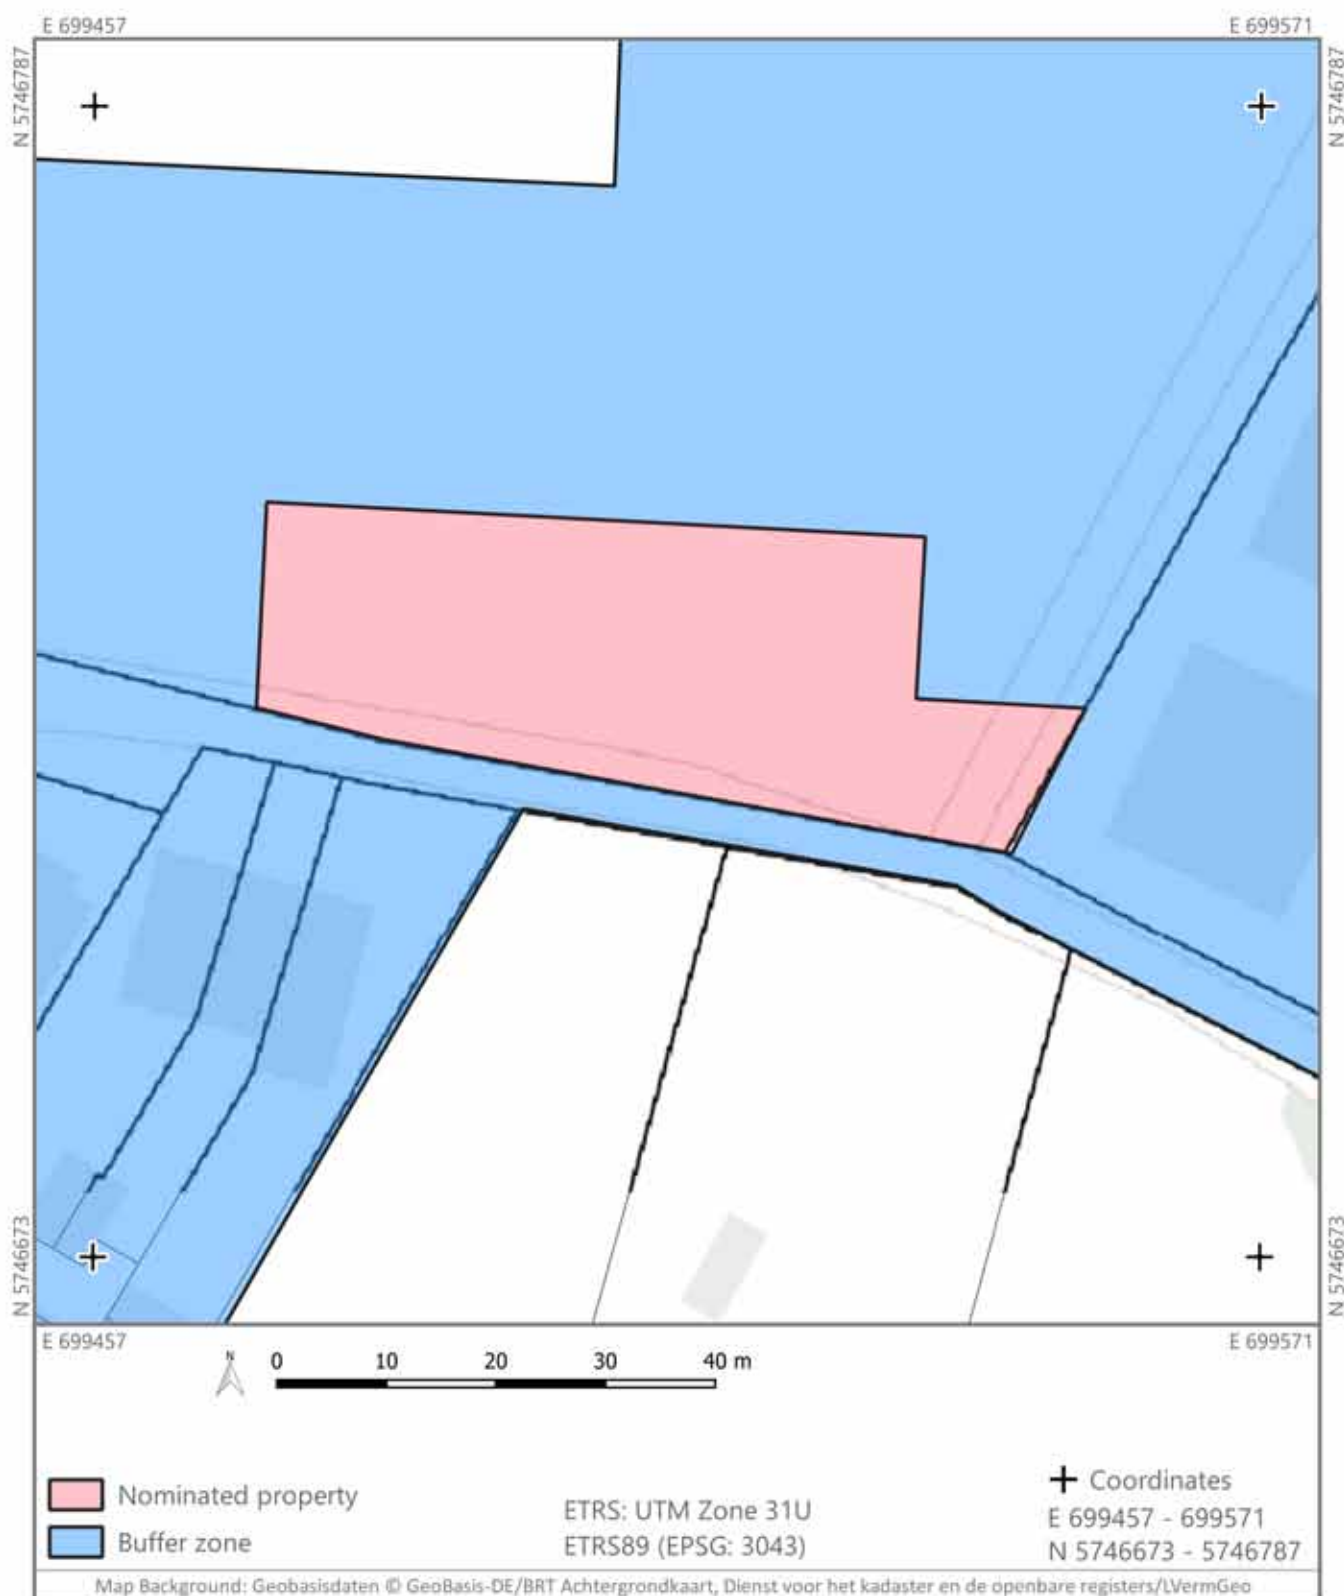 E 699457
E 699571
N 5746787
N 5746787
N 5746673
N 5746673
E 699457
E 699571
N
0 10 20 30 40 m
Nominated property
Buffer zone
ETRS: UTM Zone 31U
ETRS89 (EPSG: 3043)
+ Coordinates
E 699457 - 699571
N 5746673 - 5746787
Map Background: Geobasisdaten © GeoBasis-DE/BRT Achtergrondkaart, Dienst voor het kadaster en de openbare registers/LVermGeo